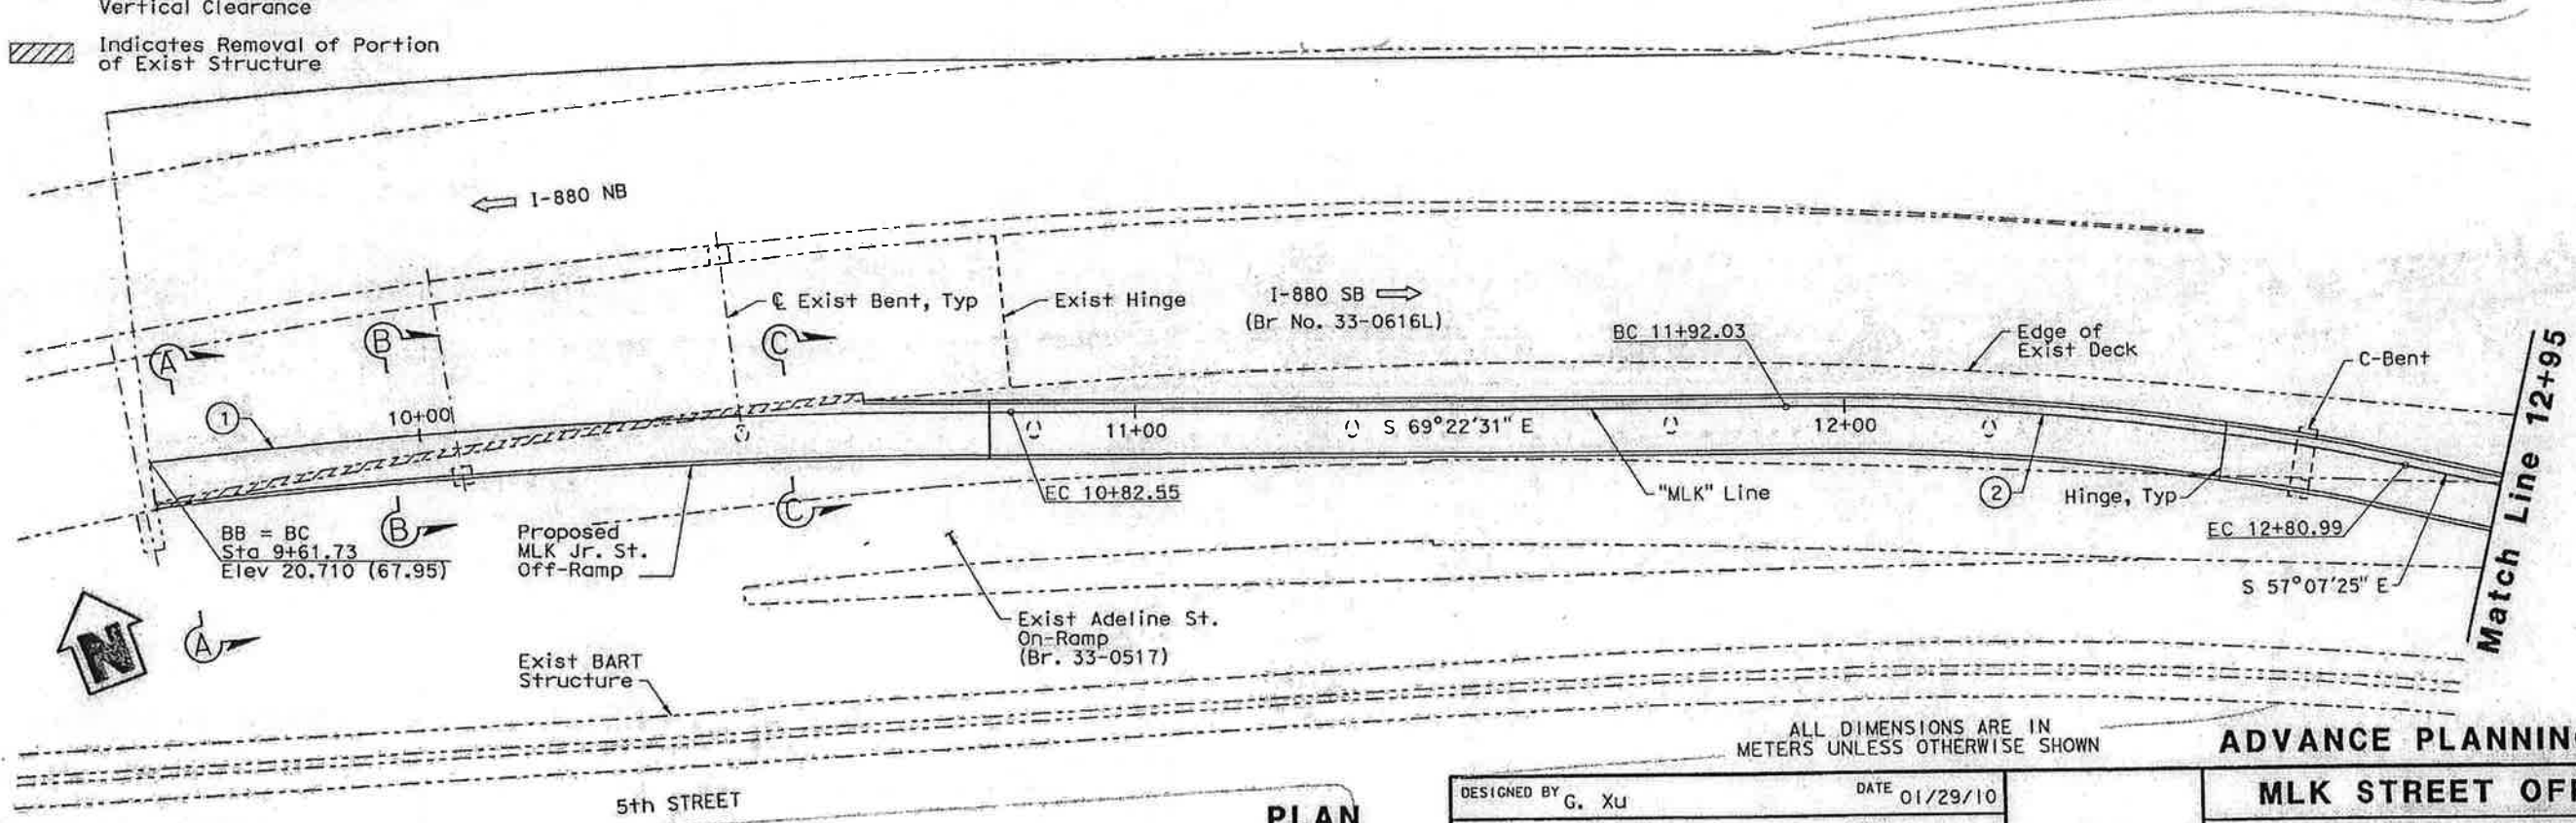 Vertical Clearance
Indicates Removal of Portion
of Exist Structure
I-880 NB
℄ Exist Bent, Typ
Exist Hinge
I-880 SB
(Br No. 33-0616L)
BC 11+92.03
Edge of
Exist Deck
C-Bent
Match Line 12+95
A
B
C
1
10+00
11+00
S 69°22'31" E
12+00
EC 10+82.55
"MLK" Line
2
Hinge, Typ
EC 12+80.99
S 57°07'25" E
BB = BC
Sta 9+61.73
Elev 20.710 (67.95)
B
Proposed
MLK Jr. St.
Off-Ramp
C
Exist Adeline St.
On-Ramp
(Br. 33-0517)
N
A
Exist BART
Structure
5th STREET
PLAN
ALL DIMENSIONS ARE IN
METERS UNLESS OTHERWISE SHOWN
ADVANCE PLANNING
DESIGNED BY G. Xu DATE 01/29/10
MLK STREET OF